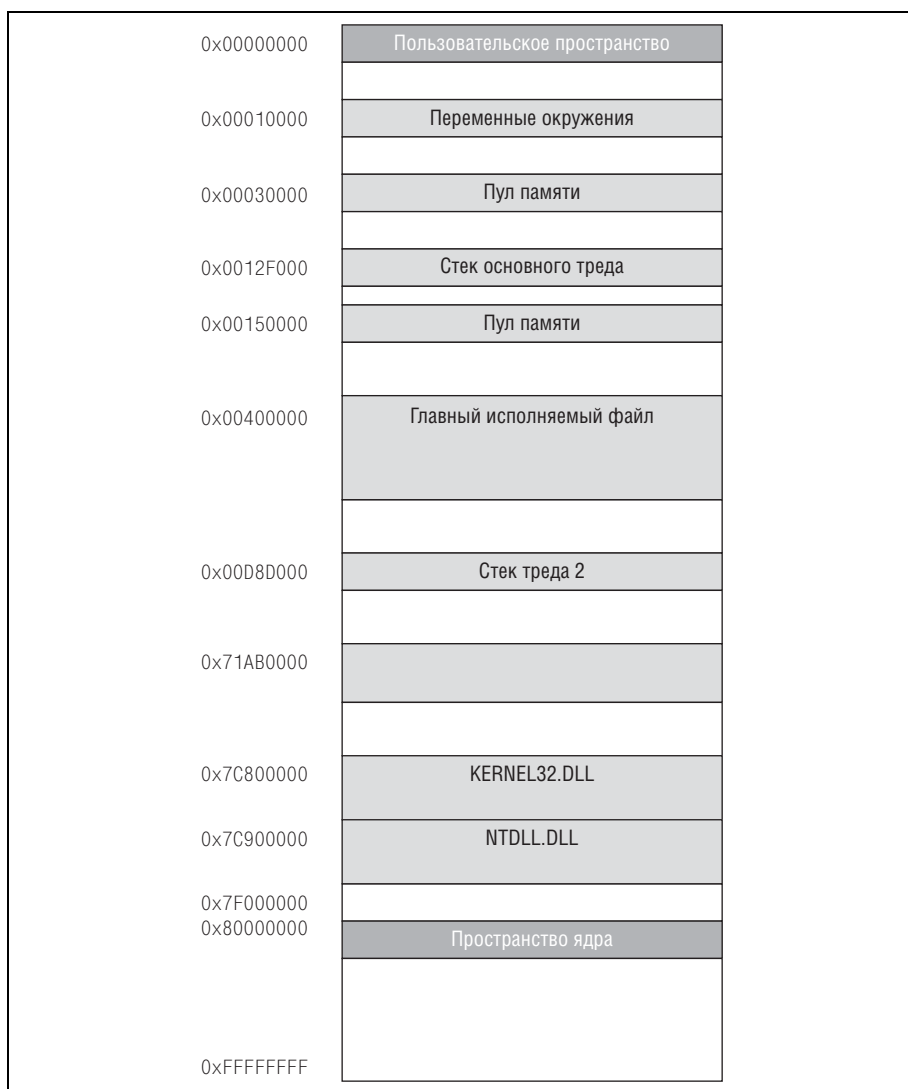 0x00000000 Пользовательское пространство
0x00010000 Переменные окружения
0x00030000 Пул памяти
0x0012F000 Стек основного треда
0x00150000 Пул памяти
0x00400000 Главный исполняемый файл
0x00D8D000 Стек треда 2
0x71AB0000
0x7C800000 KERNEL32.DLL
0x7C900000 NTDLL.DLL
0x7F000000
0x80000000 Пространство ядра
0xFFFFFFFF